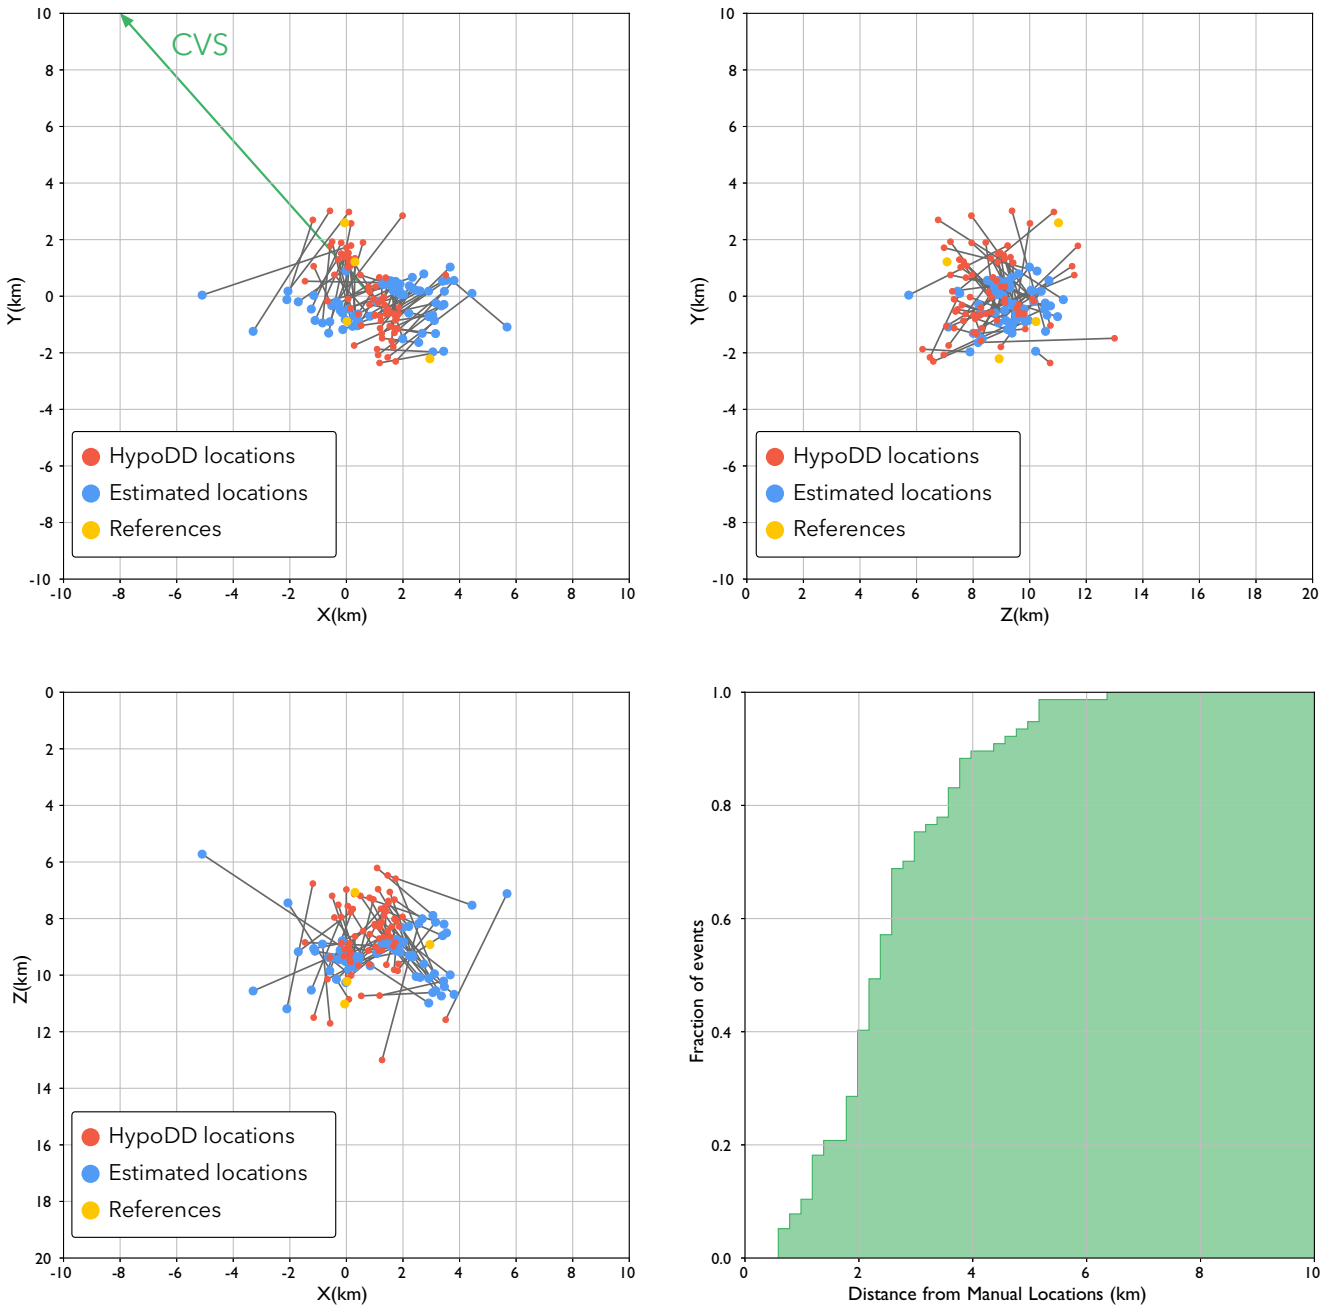 10
8
6
4
2
0
-2
-4
-6
-8
-10
Y(km)
CVS
HypoDD locations
Estimated locations
References
-10 -8 -6 -4 -2 0 2 4 6 8 10
X(km)
10
8
6
4
2
0
-2
-4
-6
-8
-10
Y(km)
HypoDD locations
Estimated locations
References
0 2 4 6 8 10 12 14 16 18 20
Z(km)
0
2
4
6
8
10
12
14
16
18
20
Z(km)
HypoDD locations
Estimated locations
References
-10 -8 -6 -4 -2 0 2 4 6 8 10
X(km)
1.0
0.8
0.6
0.4
0.2
0.0
Fraction of events
0 2 4 6 8 10
Distance from Manual Locations (km)